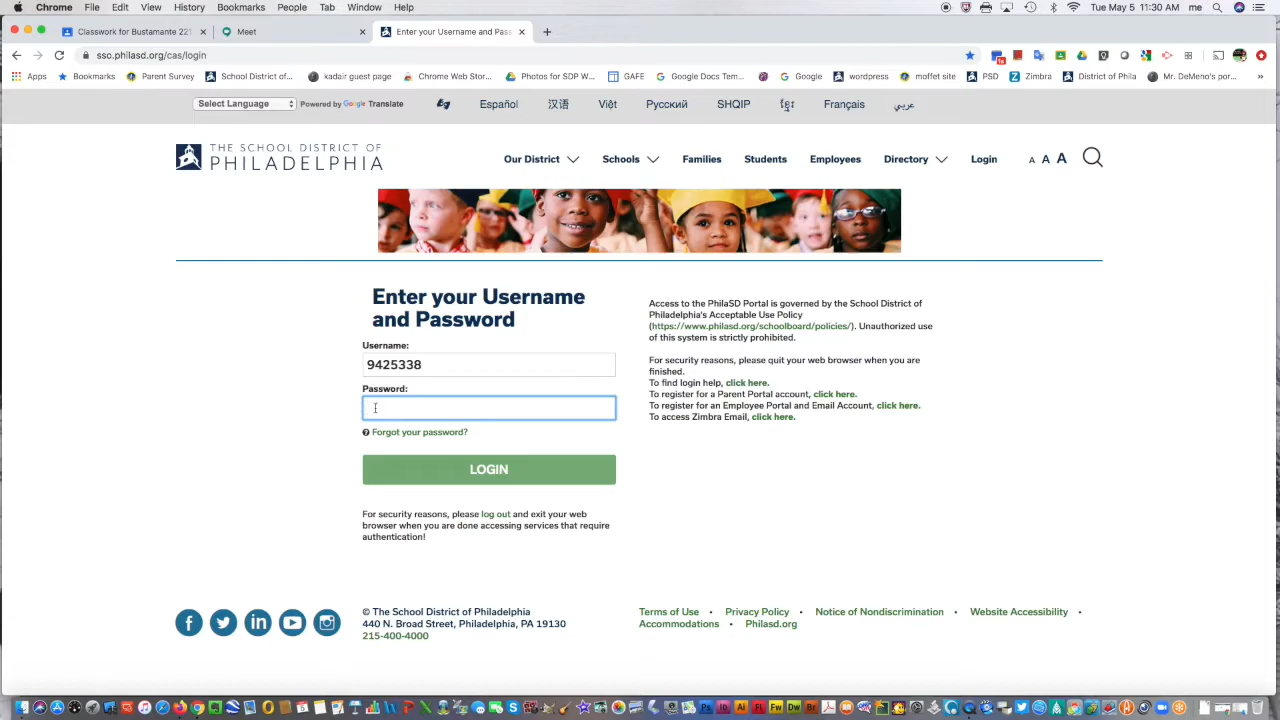 Chrome File Edit View History Bookmarks People Tab Window Help Tue May 5 11:30 AM me
Classwork for Bustamante 221
Meet
Enter your Username and Pass
sso.philasd.org/cas/login
Apps Bookmarks Parent Survey School District of... kadair guest page Chrome Web Stor... Photos for SDP W... GAFE Google Docs Tem... Google wordpress moffet site PSD Zimbra District of Phila Mr. DeMeno's por... »
Select Language Powered by Google Translate Español 汉语 Việt Русский SHQIP ខ្មែរ Français عربي
THE SCHOOL DISTRICT OF
PHILADELPHIA
Our District Schools Families Students Employees Directory Login A A A
Enter your Username
and Password
Username:
9425338
Password:
Forgot your password?
LOGIN
For security reasons, please log out and exit your web
browser when you are done accessing services that require
authentication!
Access to the PhilaSD Portal is governed by the School District of
Philadelphia's Acceptable Use Policy
(https://www.philasd.org/schoolboard/policies/). Unauthorized use
of this system is strictly prohibited.
For security reasons, please quit your web browser when you are
finished.
To find login help, click here.
To register for a Parent Portal account, click here.
To register for an Employee Portal and Email Account, click here.
To access Zimbra Email, click here.
© The School District of Philadelphia
440 N. Broad Street, Philadelphia, PA 19130
215-400-4000
Terms of Use • Privacy Policy • Notice of Nondiscrimination • Website Accessibility •
Accommodations • Philasd.org